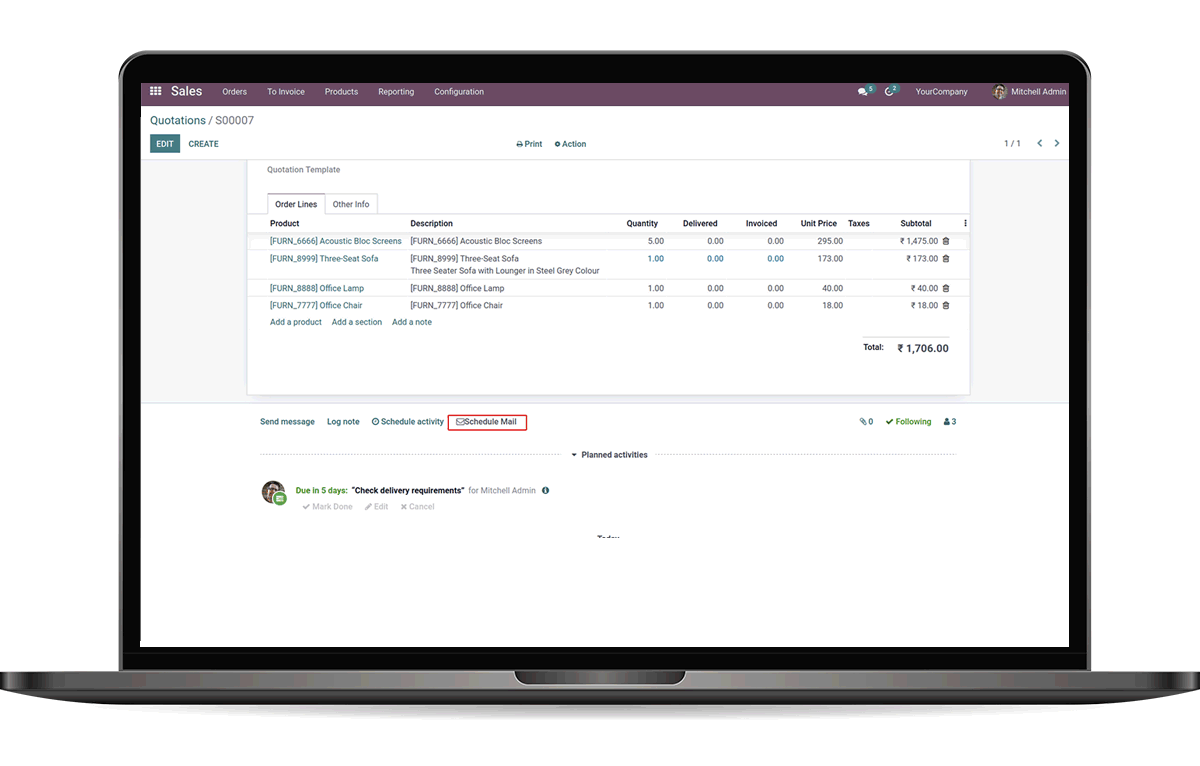 Sales Orders To Invoice Products Reporting Configuration 5 2 YourCompany Mitchell Admin
Quotations / S00007
EDIT CREATE Print Action 1 / 1
Quotation Template
Order Lines Other Info
Product Description Quantity Delivered Invoiced Unit Price Taxes Subtotal
[FURN_6666] Acoustic Bloc Screens [FURN_6666] Acoustic Bloc Screens 5.00 0.00 0.00 295.00 ₹ 1,475.00
[FURN_8999] Three-Seat Sofa [FURN_8999] Three-Seat Sofa 1.00 0.00 0.00 173.00 ₹ 173.00
Three Seater Sofa with Lounger in Steel Grey Colour
[FURN_8888] Office Lamp [FURN_8888] Office Lamp 1.00 0.00 0.00 40.00 ₹ 40.00
[FURN_7777] Office Chair [FURN_7777] Office Chair 1.00 0.00 0.00 18.00 ₹ 18.00
Add a product Add a section Add a note
Total: ₹ 1,706.00
Send message Log note Schedule activity Schedule Mail 0 Following 3
Planned activities
Due in 5 days: “Check delivery requirements” for Mitchell Admin
Mark Done Edit Cancel
Today